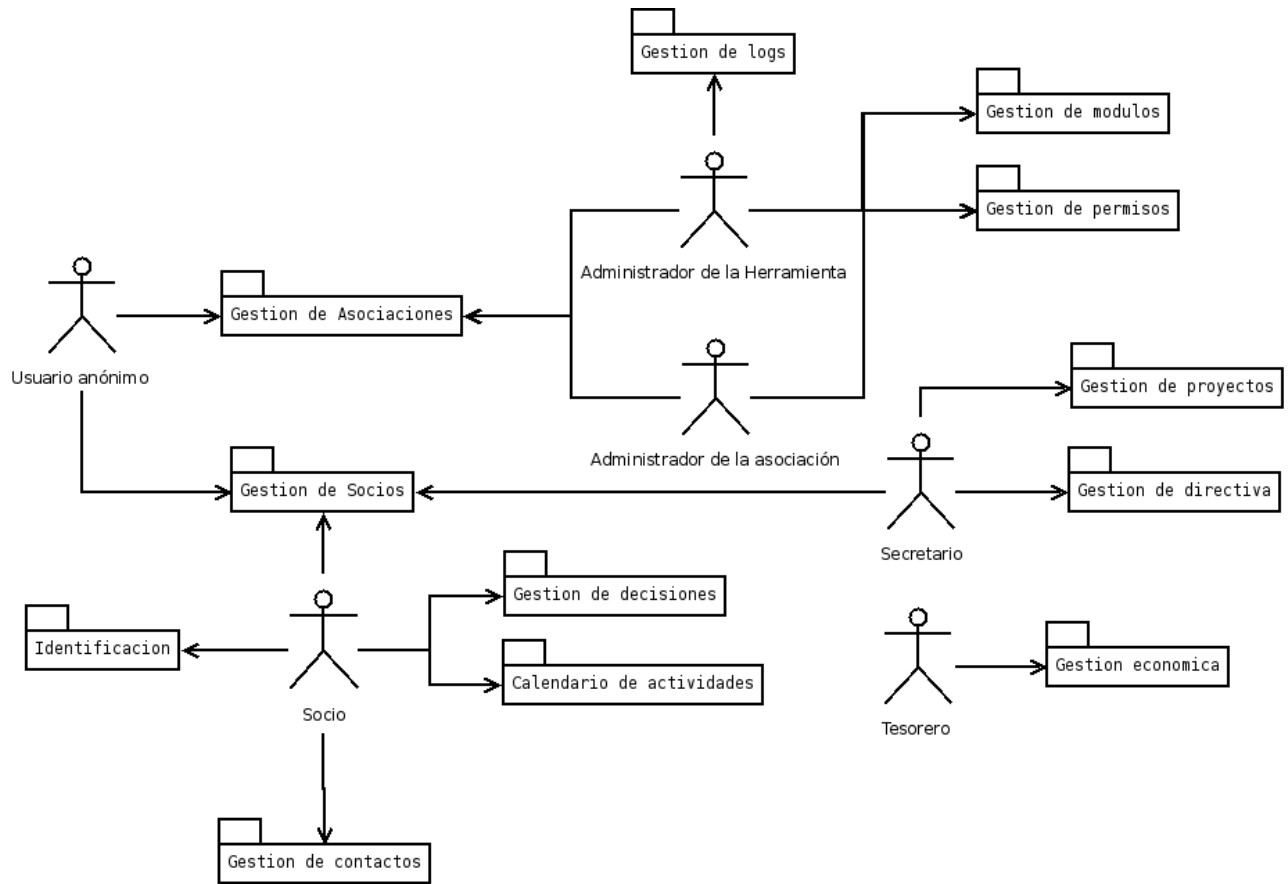 Gestion de logs
Gestion de modulos
Gestion de permisos
Administrador de la Herramienta
Gestion de Asociaciones
Usuario anónimo
Gestion de proyectos
Administrador de la asociación
Gestion de Socios
Gestion de directiva
Secretario
Gestion de decisiones
Identificacion
Gestion economica
Calendario de actividades
Socio
Tesorero
Gestion de contactos